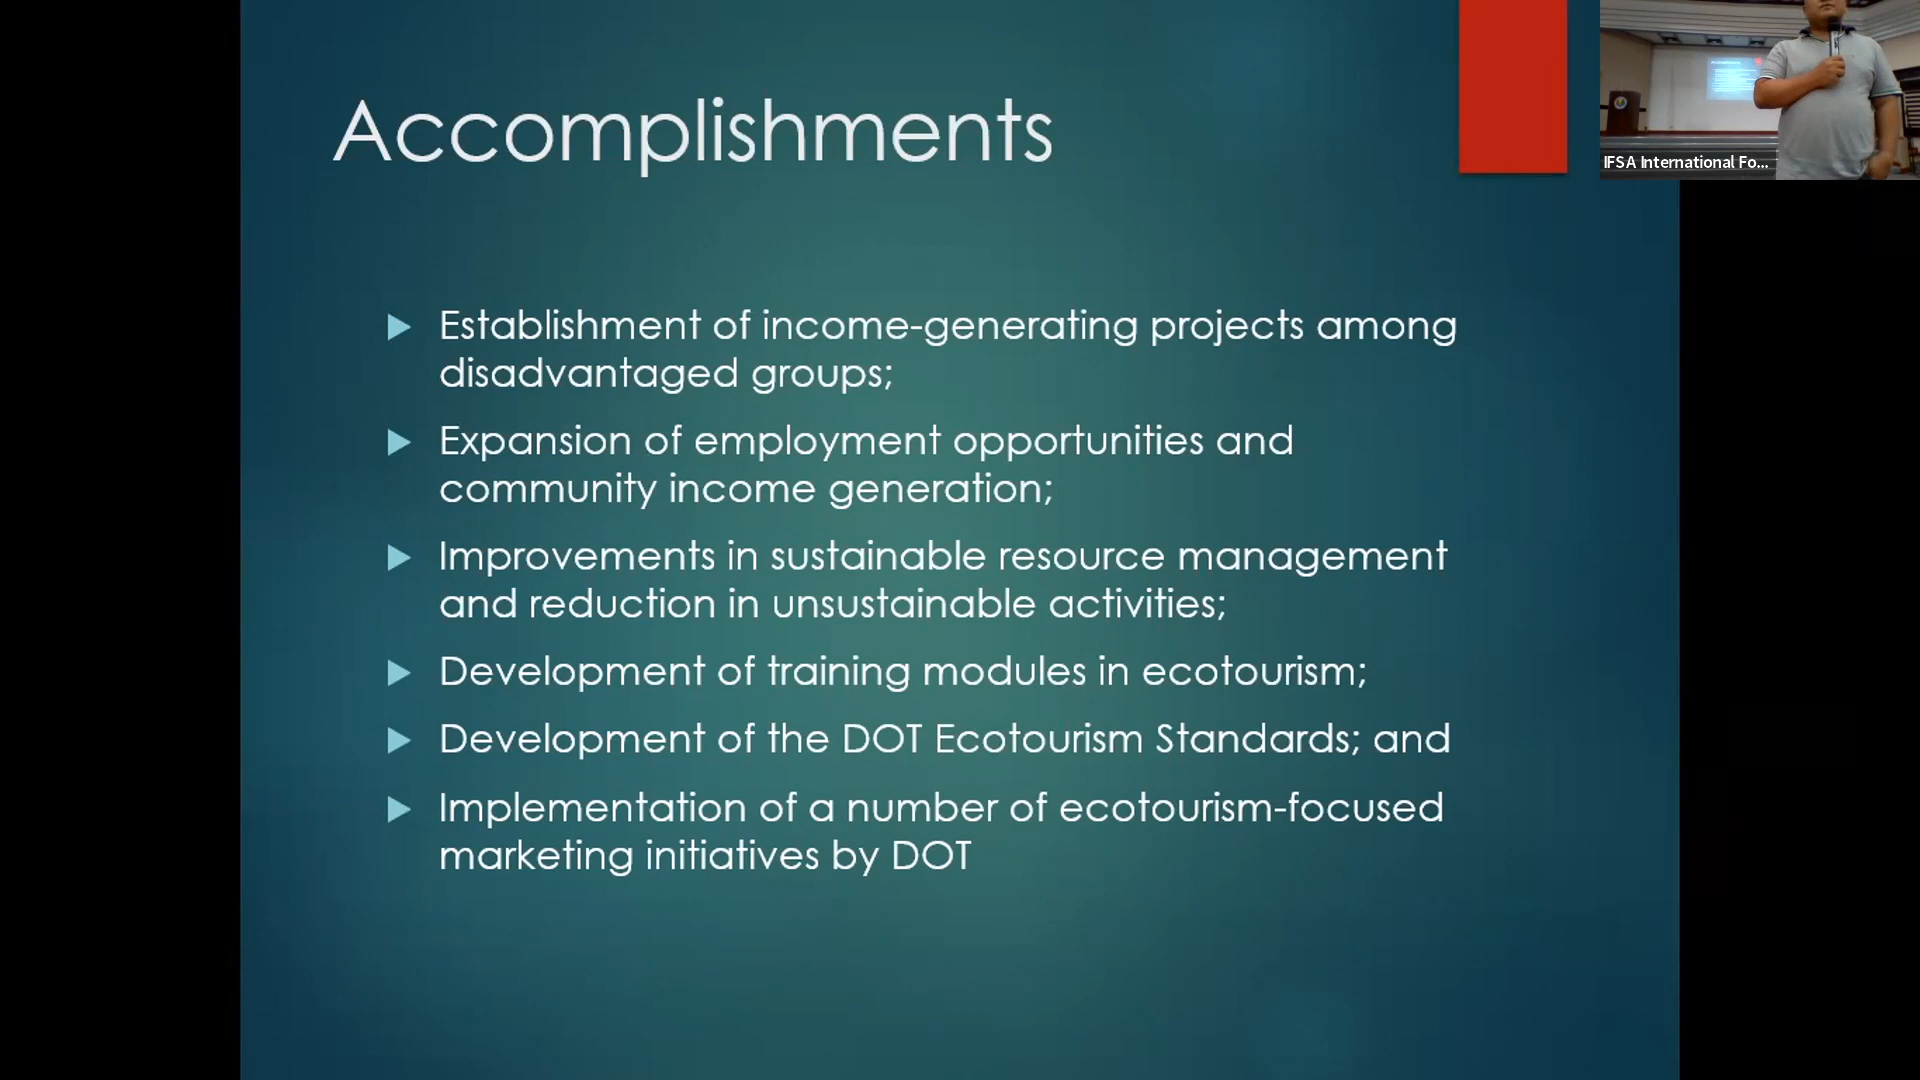 Accomplishments
IFSA International Fo...
Establishment of income-generating projects among
disadvantaged groups;
Expansion of employment opportunities and
community income generation;
Improvements in sustainable resource management
and reduction in unsustainable activities;
Development of training modules in ecotourism;
Development of the DOT Ecotourism Standards; and
Implementation of a number of ecotourism-focused
marketing initiatives by DOT